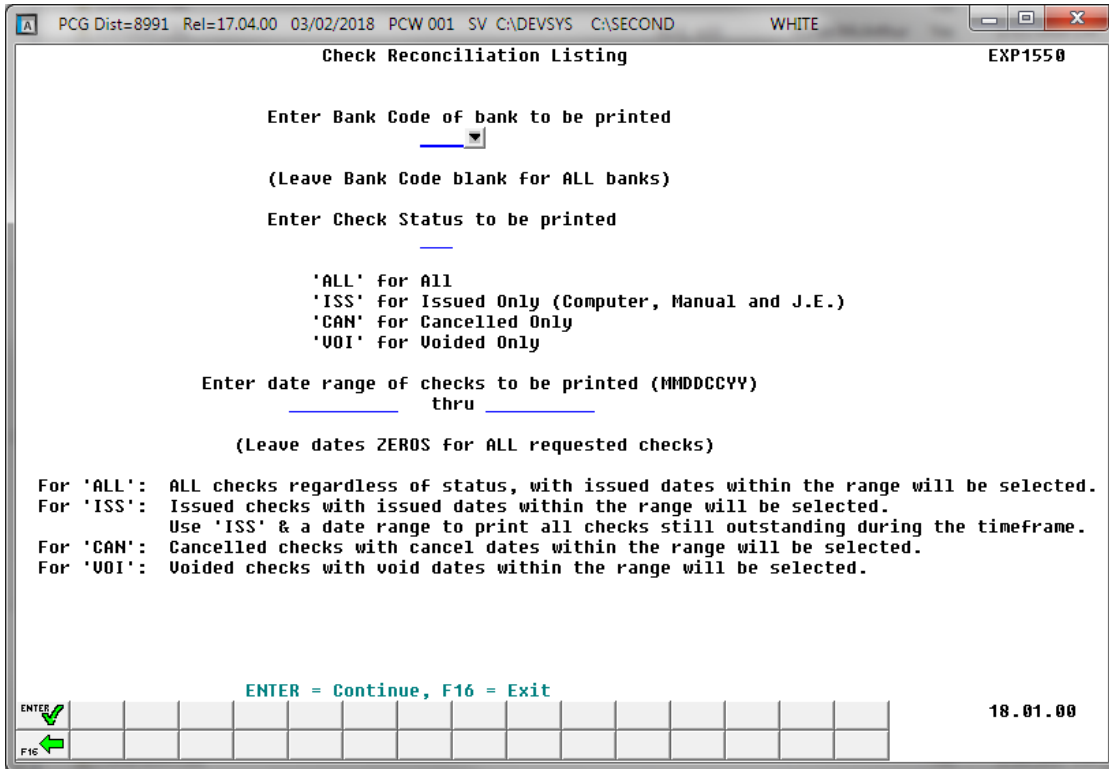 PCG Dist=8991 Rel=17.04.00 03/02/2018 PCW 001 SV C:\DEVSYS C:\SECOND WHITE
Check Reconciliation Listing EXP1550
Enter Bank Code of bank to be printed
(Leave Bank Code blank for ALL banks)
Enter Check Status to be printed
'ALL' for All
'ISS' for Issued Only (Computer, Manual and J.E.)
'CAN' for Cancelled Only
'VOI' for Voided Only
Enter date range of checks to be printed (MMDDCCYY)
thru
(Leave dates ZEROS for ALL requested checks)
For 'ALL': ALL checks regardless of status, with issued dates within the range will be selected.
For 'ISS': Issued checks with issued dates within the range will be selected.
Use 'ISS' & a date range to print all checks still outstanding during the timeframe.
For 'CAN': Cancelled checks with cancel dates within the range will be selected.
For 'VOI': Voided checks with void dates within the range will be selected.
ENTER = Continue, F16 = Exit
ENTER 18.01.00
F16